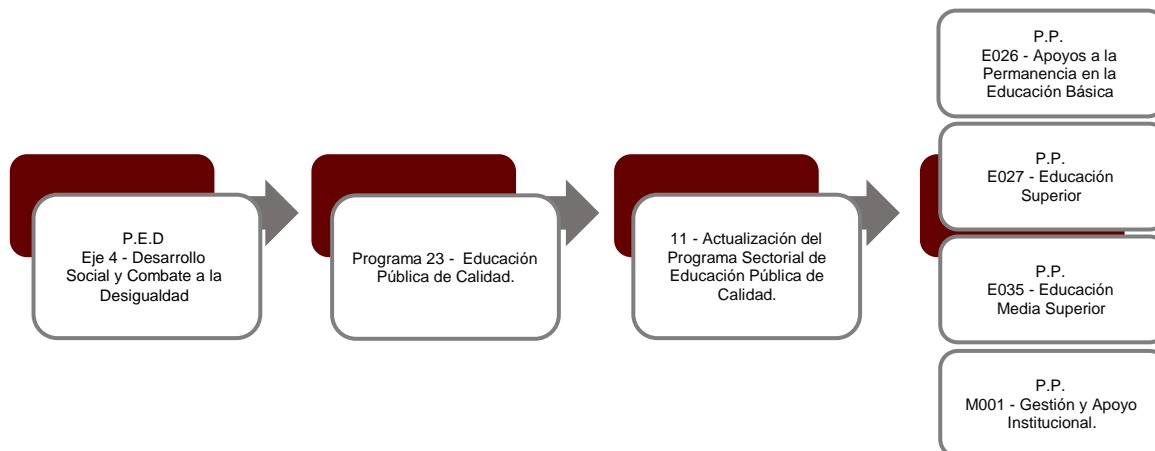 P.E.D
Eje 4 - Desarrollo
Social y Combate a la
Desigualdad
Programa 23 - Educación
Pública de Calidad.
11 - Actualización del
Programa Sectorial de
Educación Pública de
Calidad.
P.P.
E026 - Apoyos a la
Permanencia en la
Educación Básica
P.P.
E027 - Educación
Superior
P.P.
E035 - Educación
Media Superior
P.P.
M001 - Gestión y Apoyo
Institucional.